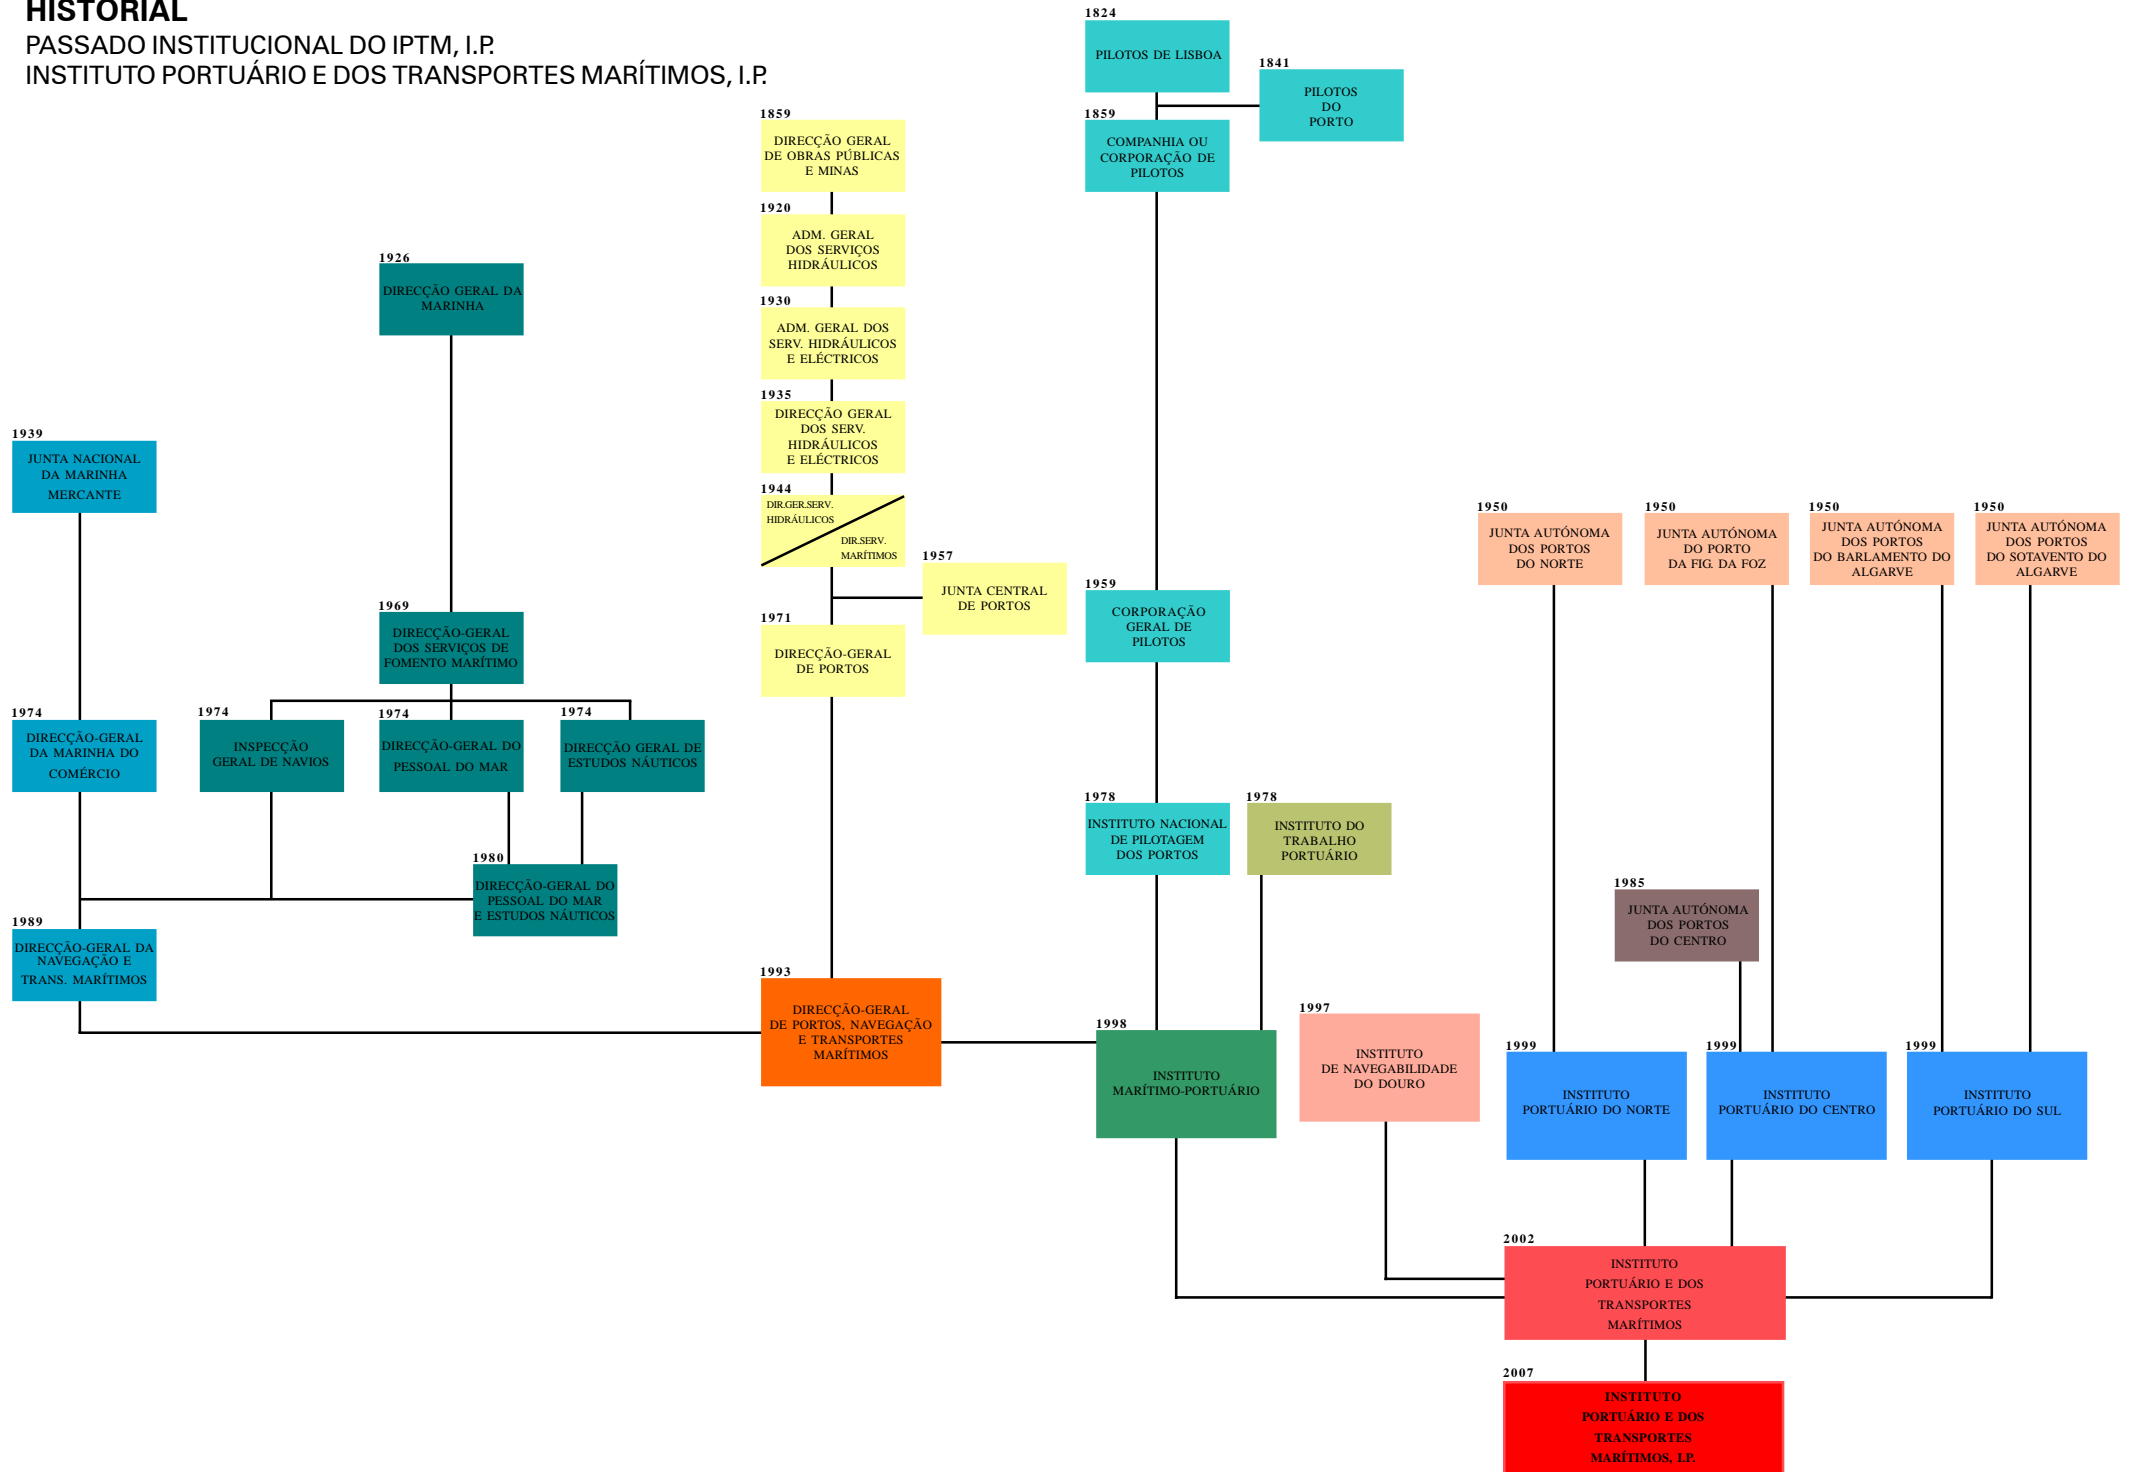 HISTORIAL
PASSADO INSTITUCIONAL DO IPTM, I.P.
INSTITUTO PORTUÁRIO E DOS TRANSPORTES MARÍTIMOS, I.P.
1824
PILOTOS DE LISBOA
1841
PILOTOS
DO
PORTO
1859
DIRECÇÃO GERAL
DE OBRAS PÚBLICAS
E MINAS
1859
COMPANHIA OU
CORPORAÇÃO DE
PILOTOS
1920
ADM. GERAL
DOS SERVIÇOS
HIDRÁULICOS
1926
DIRECÇÃO GERAL DA
MARINHA
1930
ADM. GERAL DOS
SERV. HIDRÁULICOS
E ELÉCTRICOS
1935
DIRECÇÃO GERAL
DOS SERV.
HIDRÁULICOS
E ELÉCTRICOS
1939
JUNTA NACIONAL
DA MARINHA
MERCANTE
1944
DIR.GER.SERV.
HIDRÁULICOS
DIR.SERV.
MARÍTIMOS
1950
JUNTA AUTÓNOMA
DOS PORTOS
DO NORTE
1950
JUNTA AUTÓNOMA
DO PORTO
DA FIG. DA FOZ
1950
JUNTA AUTÓNOMA
DOS PORTOS
DO BARLAMENTO DO
ALGARVE
1950
JUNTA AUTÓNOMA
DOS PORTOS
DO SOTAVENTO DO
ALGARVE
1957
JUNTA CENTRAL
DE PORTOS
1959
CORPORAÇÃO
GERAL DE
PILOTOS
1969
DIRECÇÃO-GERAL
DOS SERVIÇOS DE
FOMENTO MARÍTIMO
1971
DIRECÇÃO-GERAL
DE PORTOS
1974
DIRECÇÃO-GERAL
DA MARINHA DO
COMÉRCIO
1974
INSPECÇÃO
GERAL DE NAVIOS
1974
DIRECÇÃO-GERAL DO
PESSOAL DO MAR
1974
DIRECÇÃO GERAL DE
ESTUDOS NÁUTICOS
1978
INSTITUTO NACIONAL
DE PILOTAGEM
DOS PORTOS
1978
INSTITUTO DO
TRABALHO
PORTUÁRIO
1980
DIRECÇÃO-GERAL DO
PESSOAL DO MAR
E ESTUDOS NÁUTICOS
1985
JUNTA AUTÓNOMA
DOS PORTOS
DO CENTRO
1989
DIRECÇÃO-GERAL DA
NAVEGAÇÃO E
TRANS. MARÍTIMOS
1993
DIRECÇÃO-GERAL
DE PORTOS, NAVEGAÇÃO
E TRANSPORTES
MARÍTIMOS
1998
INSTITUTO
MARÍTIMO-PORTUÁRIO
1997
INSTITUTO
DE NAVEGABILIDADE
DO DOURO
1999
INSTITUTO
PORTUÁRIO DO NORTE
1999
INSTITUTO
PORTUÁRIO DO CENTRO
1999
INSTITUTO
PORTUÁRIO DO SUL
2002
INSTITUTO
PORTUÁRIO E DOS
TRANSPORTES
MARÍTIMOS
2007
INSTITUTO
PORTUÁRIO E DOS
TRANSPORTES
MARÍTIMOS, I.P.